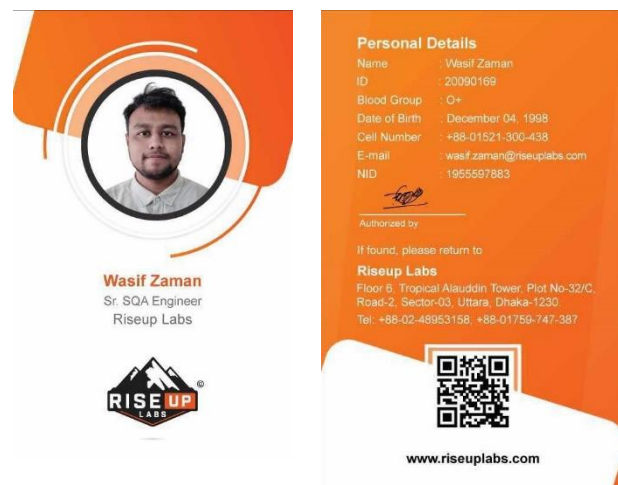 Wasif Zaman
Sr. SQA Engineer
Riseup Labs
RISE UP
LABS
©
Personal Details
Name : Wasif Zaman
ID : 20090169
Blood Group : O+
Date of Birth : December 04, 1998
Cell Number : +88-01521-300-438
E-mail : wasif.zaman@riseuplabs.com
NID : 1955597883
Authorized by
If found, please return to
Riseup Labs
Floor 6, Tropical Alauddin Tower, Plot No-32/C,
Road-2, Sector-03, Uttara, Dhaka-1230.
Tel: +88-02-48953158, +88-01759-747-387
www.riseuplabs.com